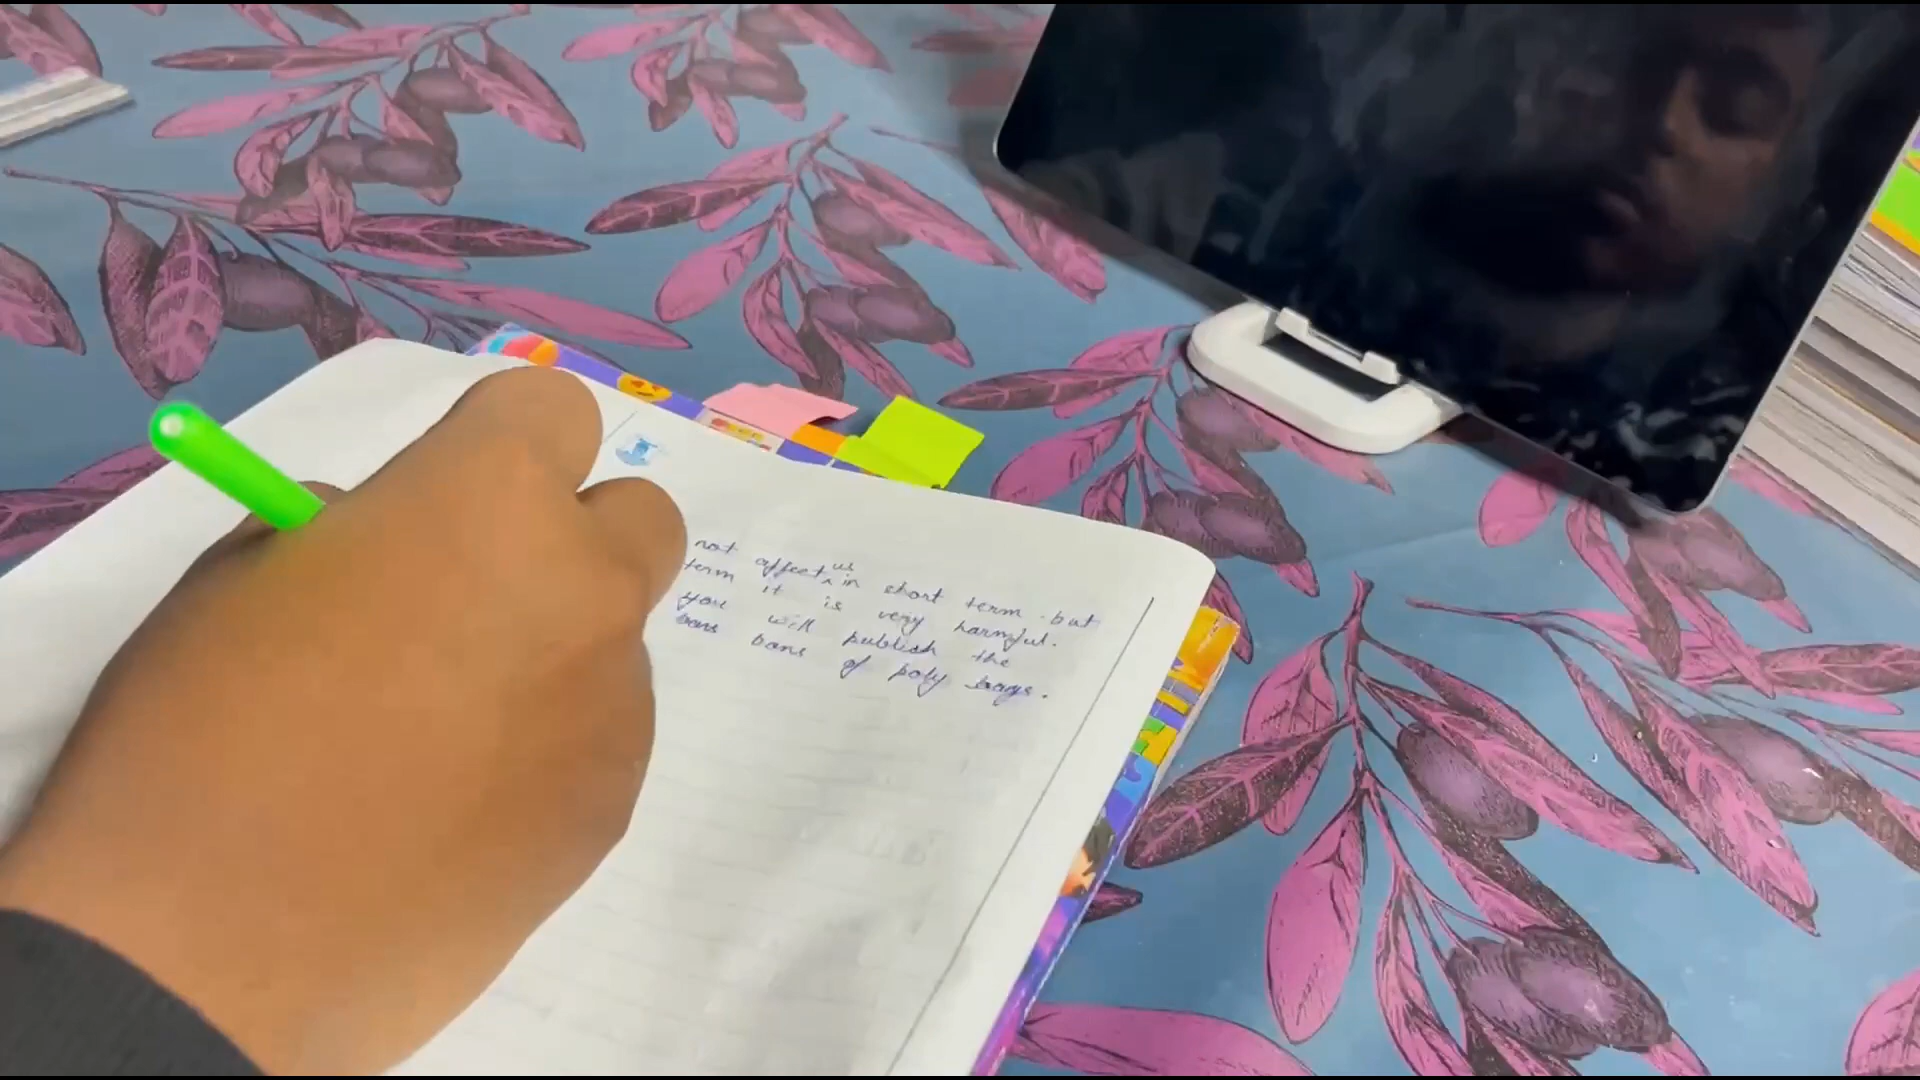 not affect us in short term . but
term it is very harmful.
you will publish the
bans of poly bags.